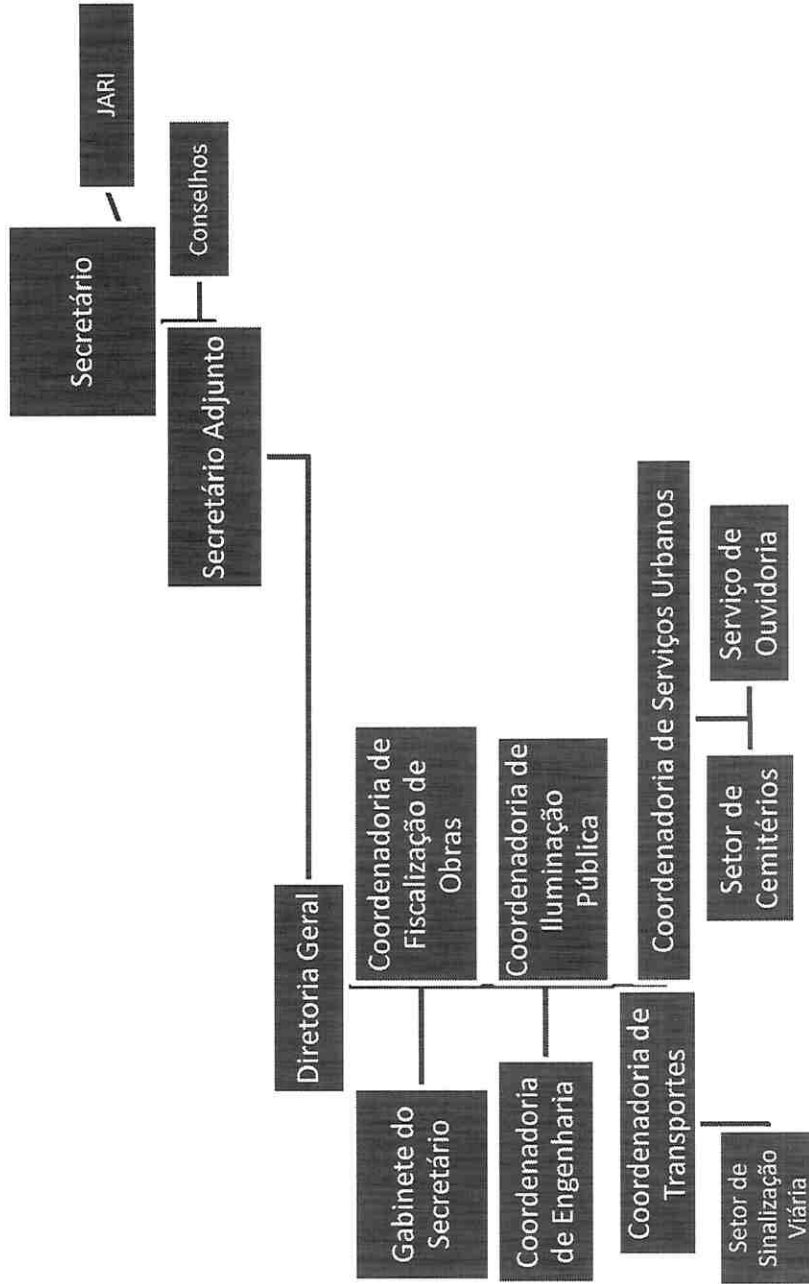 Secretário
JARI
Conselhos
Secretário Adjunto
Diretoria Geral
Gabinete do
Secretário
Coordenadoria de
Fiscalização de
Obras
Coordenadoria
de Engenharia
Coordenadoria de
Iluminação
Pública
Coordenadoria de
Transportes
Coordenadoria de Serviços Urbanos
Setor de
Sinalização
Viária
Setor de
Cemitérios
Serviço de
Ouvidoria